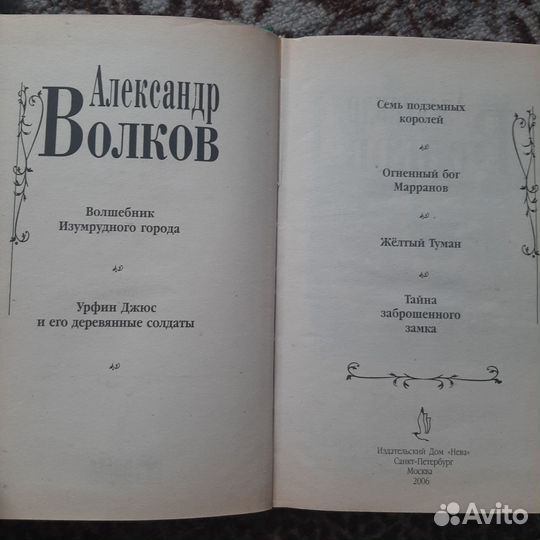 Александр
Волков
Волшебник
Изумрудного города
Урфин Джюс
и его деревянные солдаты
Семь подземных
королей
Огненный бог
Марранов
Жёлтый Туман
Тайна
заброшенного
замка
Издательский Дом «Нева»
Санкт-Петербург
Москва
2006
Avito